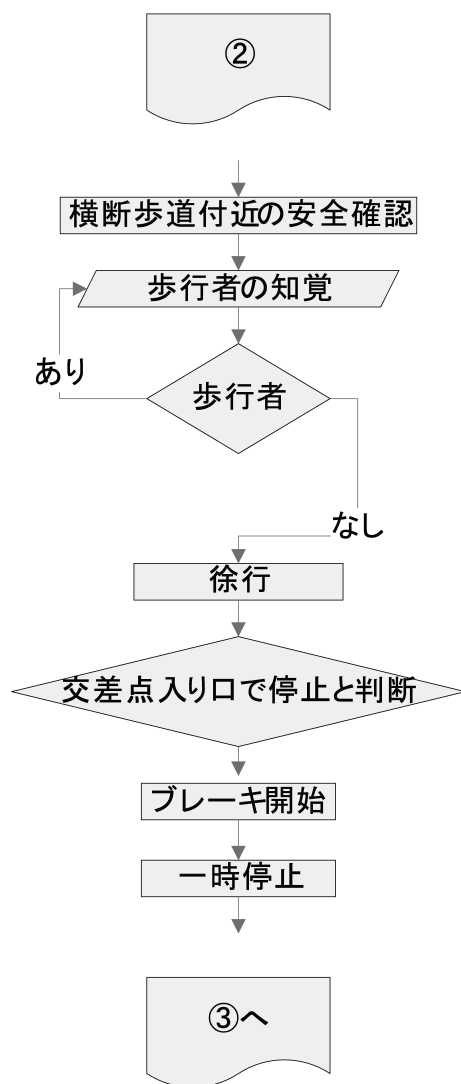 ②
横断歩道付近の安全確認
歩行者の知覚
あり
歩行者
なし
徐行
交差点入り口で停止と判断
ブレーキ開始
一時停止
③へ